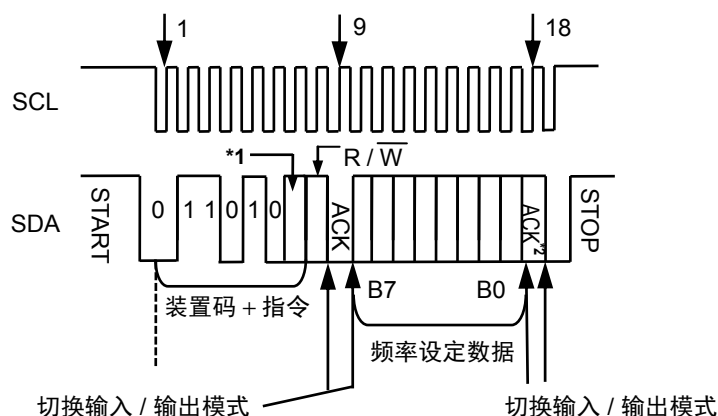 1 9 18
SCL
*1 R / W
SDA START 0 1 1 0 1 0 ACK ACK*2 STOP
B7 B0
装置码 + 指令
频率设定数据
切换输入 / 输出模式 切换输入 / 输出模式